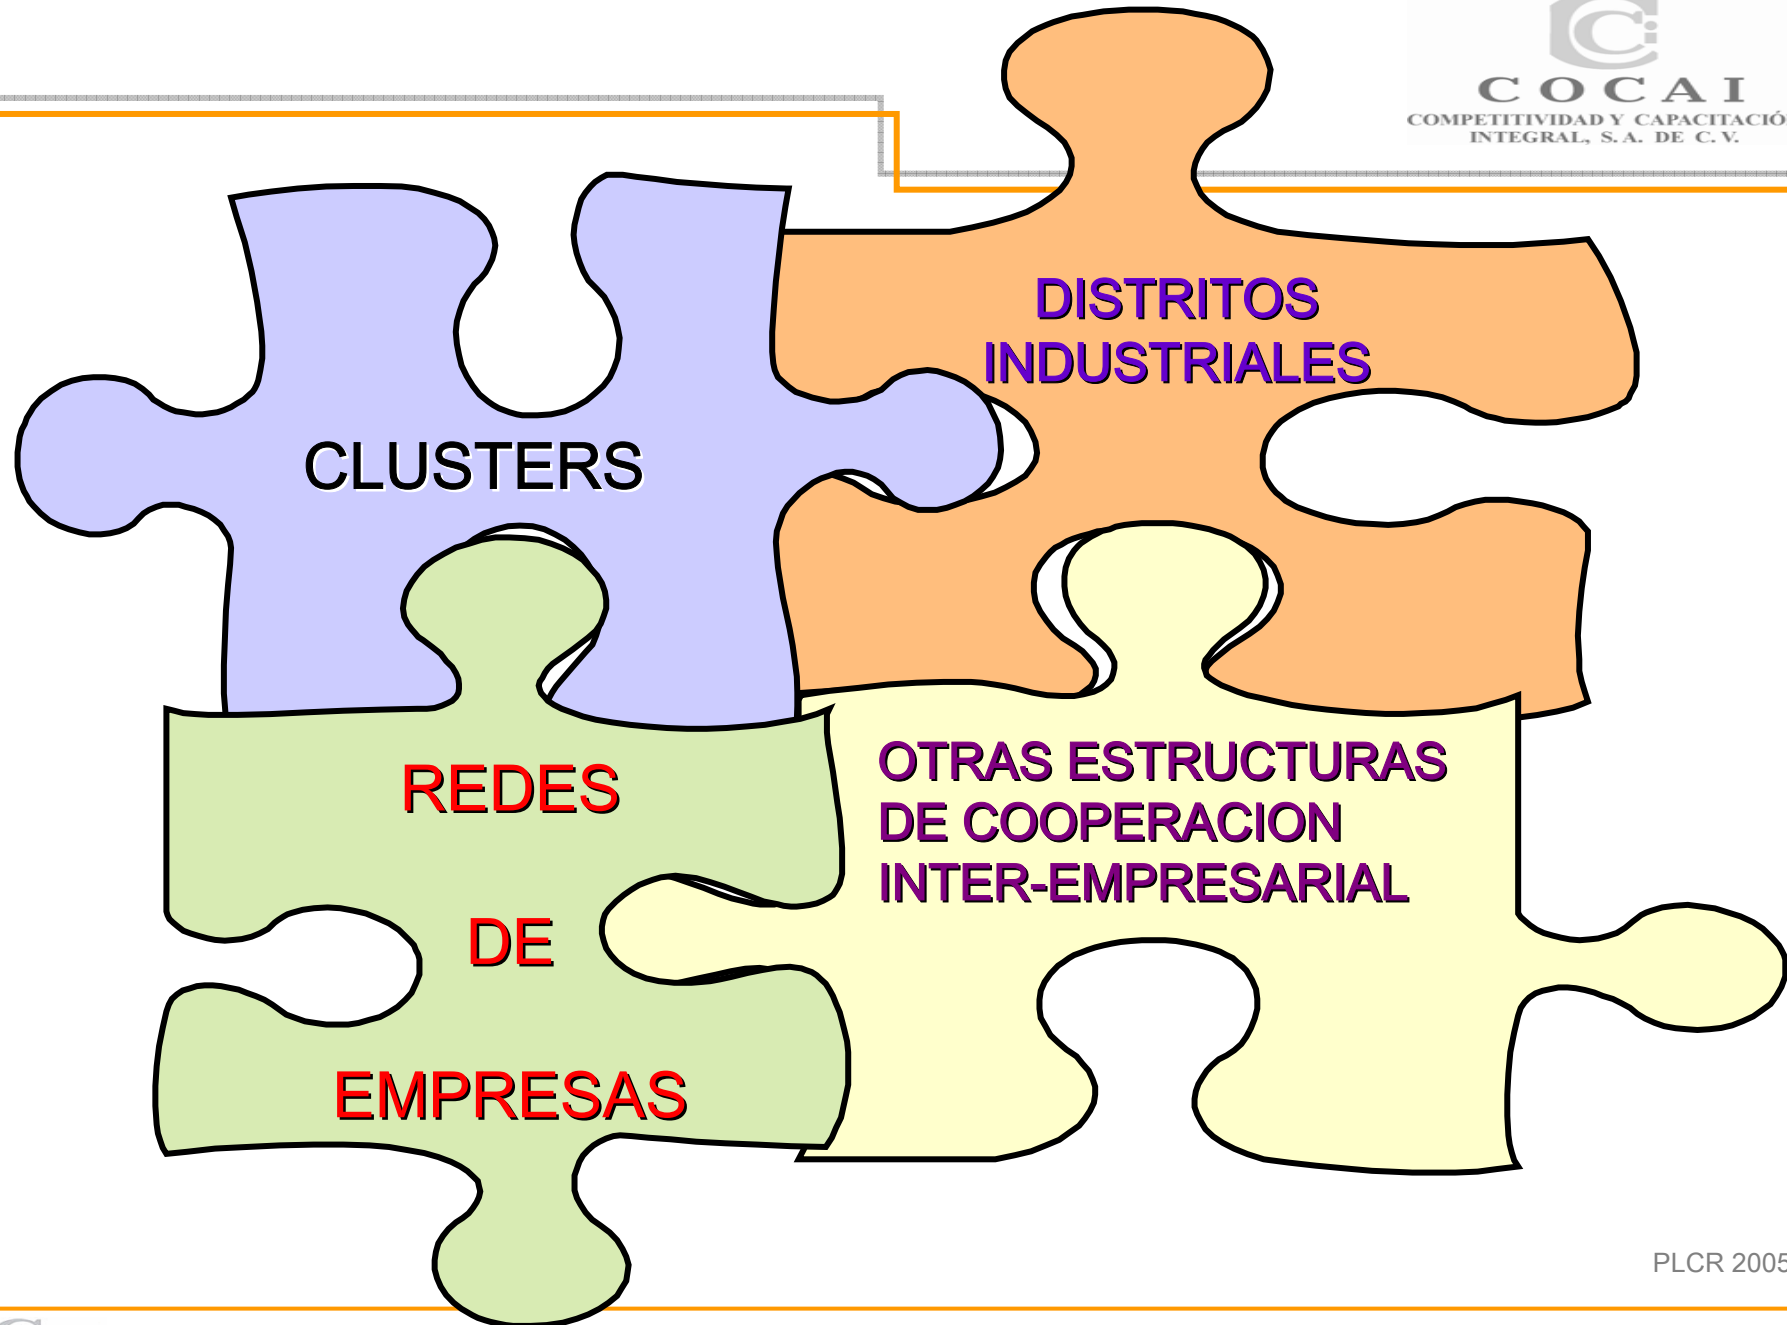 COCAI
COMPETITIVIDAD Y CAPACITACIÓ
INTEGRAL, S. A. DE C. V.
DISTRITOS
INDUSTRIALES
CLUSTERS
REDES
DE
EMPRESAS
OTRAS ESTRUCTURAS
DE COOPERACION
INTER-EMPRESARIAL
PLCR 2005